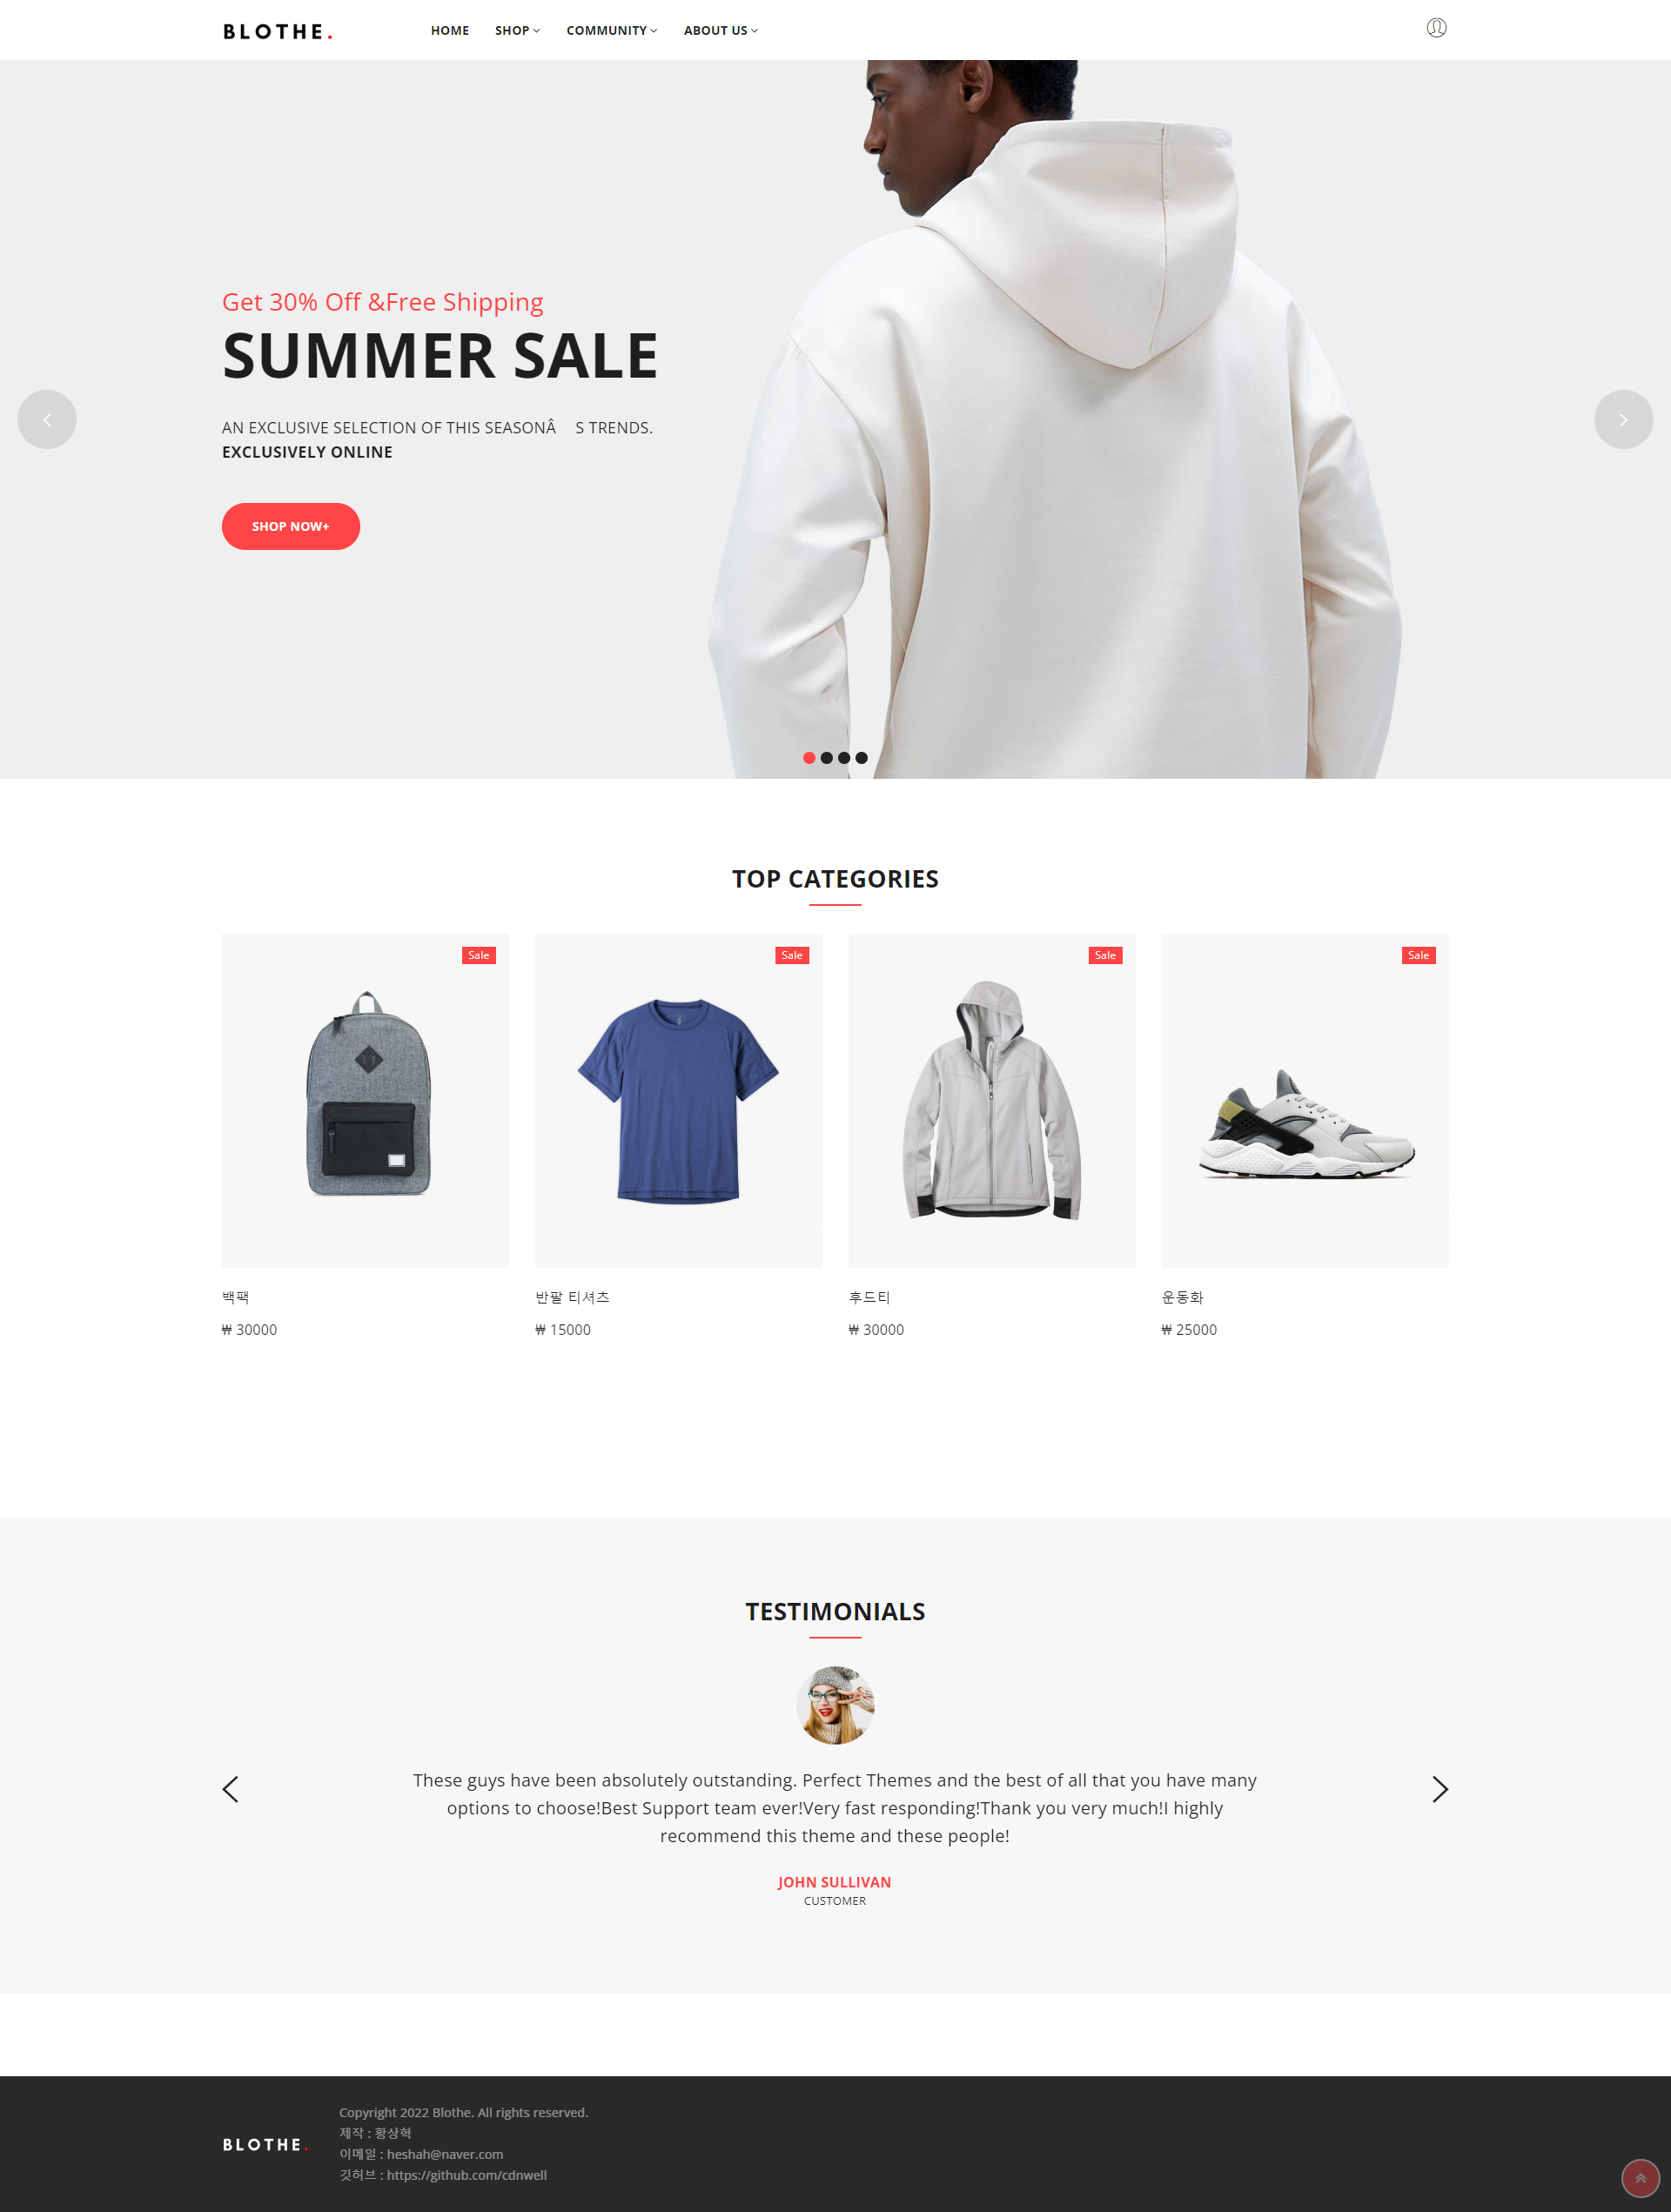 BLOTHE.
HOME SHOP COMMUNITY ABOUT US
Get 30% Off &Free Shipping
SUMMER SALE
AN EXCLUSIVE SELECTION OF THIS SEASONÂ  S TRENDS.
EXCLUSIVELY ONLINE
SHOP NOW+
TOP CATEGORIES
Sale Sale Sale Sale
백팩 반팔 티셔츠 후드티 운동화
₩ 30000 ₩ 15000 ₩ 30000 ₩ 25000
TESTIMONIALS
These guys have been absolutely outstanding. Perfect Themes and the best of all that you have many
options to choose!Best Support team ever!Very fast responding!Thank you very much!I highly
recommend this theme and these people!
JOHN SULLIVAN
CUSTOMER
BLOTHE.
Copyright 2022 Blothe. All rights reserved.
제작 : 황상혁
이메일 : heshah@naver.com
깃허브 : https://github.com/cdnwell